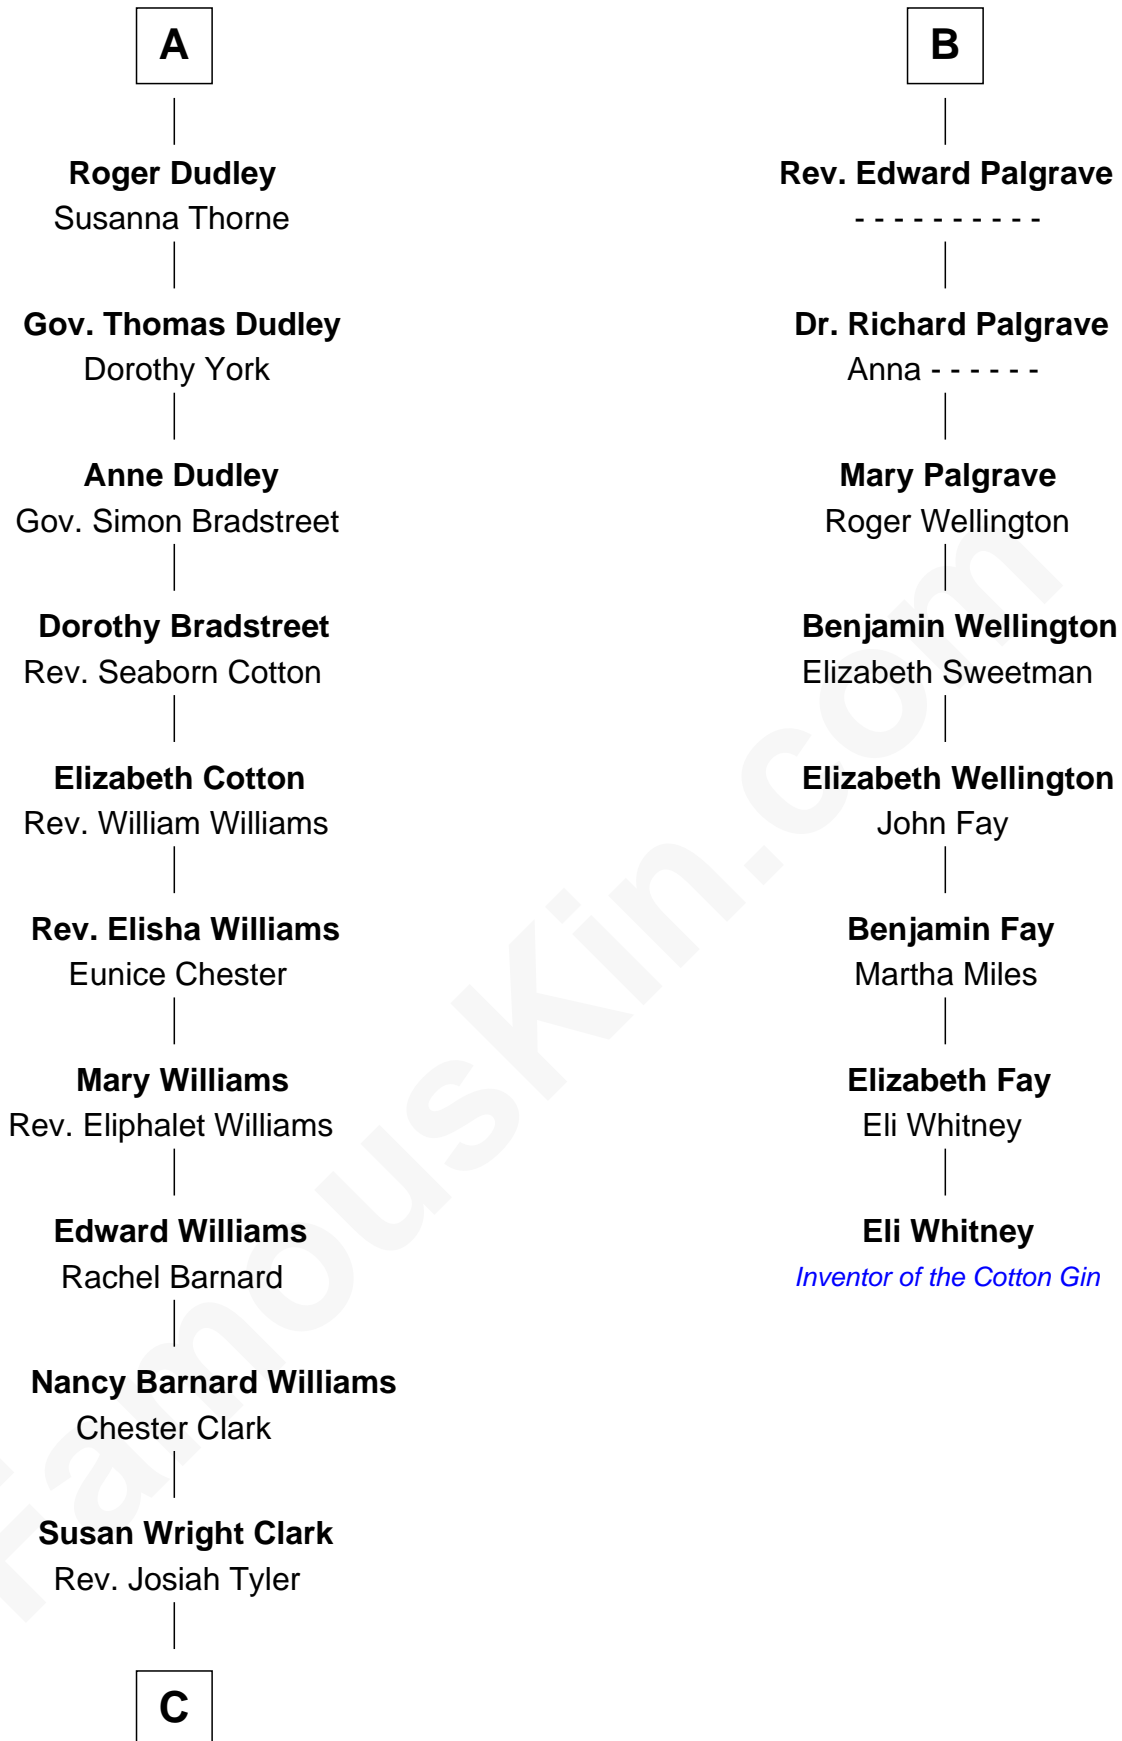 A
Roger Dudley
Susanna Thorne
Gov. Thomas Dudley
Dorothy York
Anne Dudley
Gov. Simon Bradstreet
Dorothy Bradstreet
Rev. Seaborn Cotton
Elizabeth Cotton
Rev. William Williams
Rev. Elisha Williams
Eunice Chester
Mary Williams
Rev. Eliphalet Williams
Edward Williams
Rachel Barnard
Nancy Barnard Williams
Chester Clark
Susan Wright Clark
Rev. Josiah Tyler
C
B
Rev. Edward Palgrave
- - - - - - - - - -
Dr. Richard Palgrave
Anna - - - - - -
Mary Palgrave
Roger Wellington
Benjamin Wellington
Elizabeth Sweetman
Elizabeth Wellington
John Fay
Benjamin Fay
Martha Miles
Elizabeth Fay
Eli Whitney
Eli Whitney
Inventor of the Cotton Gin
FamousKin.com